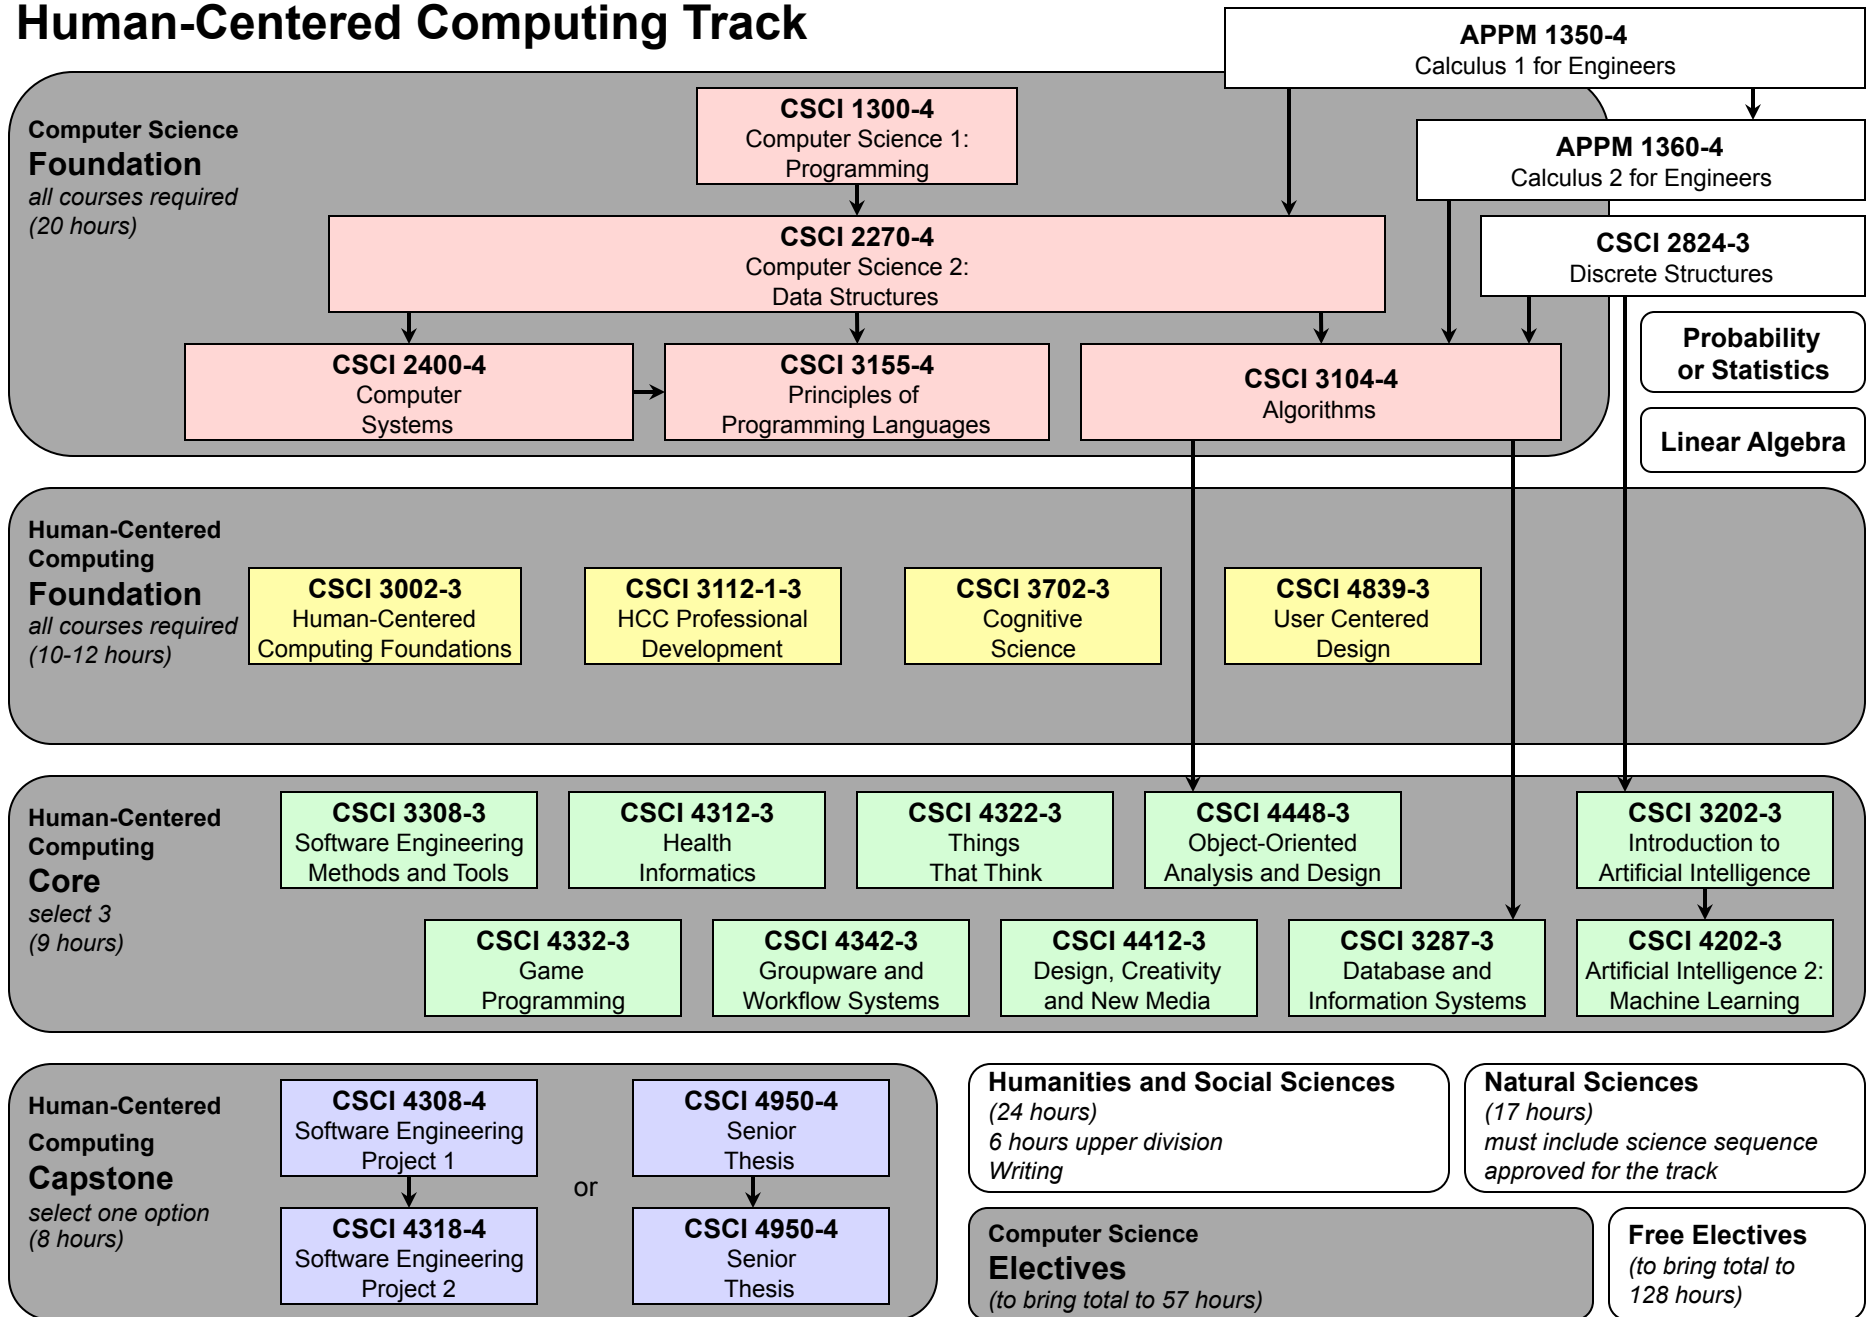 Human-Centered Computing Track
APPM 1350-4
Calculus 1 for Engineers
Computer Science
Foundation
all courses required
(20 hours)
CSCI 1300-4
Computer Science 1:
Programming
APPM 1360-4
Calculus 2 for Engineers
CSCI 2270-4
Computer Science 2:
Data Structures
CSCI 2824-3
Discrete Structures
CSCI 2400-4
Computer
Systems
CSCI 3155-4
Principles of
Programming Languages
CSCI 3104-4
Algorithms
Probability
or Statistics
Linear Algebra
Human-Centered
Computing
Foundation
all courses required
(10-12 hours)
CSCI 3002-3
Human-Centered
Computing Foundations
CSCI 3112-1-3
HCC Professional
Development
CSCI 3702-3
Cognitive
Science
CSCI 4839-3
User Centered
Design
Human-Centered
Computing
Core
select 3
(9 hours)
CSCI 3308-3
Software Engineering
Methods and Tools
CSCI 4312-3
Health
Informatics
CSCI 4322-3
Things
That Think
CSCI 4448-3
Object-Oriented
Analysis and Design
CSCI 3202-3
Introduction to
Artificial Intelligence
CSCI 4332-3
Game
Programming
CSCI 4342-3
Groupware and
Workflow Systems
CSCI 4412-3
Design, Creativity
and New Media
CSCI 3287-3
Database and
Information Systems
CSCI 4202-3
Artificial Intelligence 2:
Machine Learning
Human-Centered
Computing
Capstone
select one option
(8 hours)
CSCI 4308-4
Software Engineering
Project 1
or
CSCI 4950-4
Senior
Thesis
CSCI 4318-4
Software Engineering
Project 2
CSCI 4950-4
Senior
Thesis
Humanities and Social Sciences
(24 hours)
6 hours upper division
Writing
Natural Sciences
(17 hours)
must include science sequence
approved for the track
Computer Science
Electives
(to bring total to 57 hours)
Free Electives
(to bring total to
128 hours)